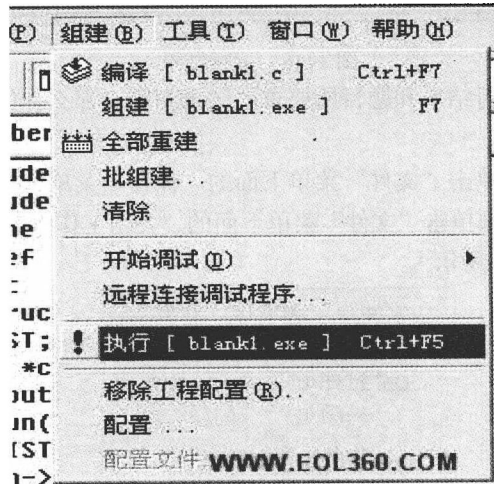 P) 组建(B) 工具(T) 窗口(W) 帮助(H)
编译 [ blank1.c ] Ctrl+F7
组建 [ blank1.exe ] F7
ber
全部重建
ude
批组建...
ude
清除
ne
ef
开始调试(D)
远程连接调试程序...
ruc
ST;
执行 [ blank1.exe ] Ctrl+F5
*c
out
移除工程配置(R)..
un(
配置 ...
[ST
配置文件
WWW.EOL360.COM
n->